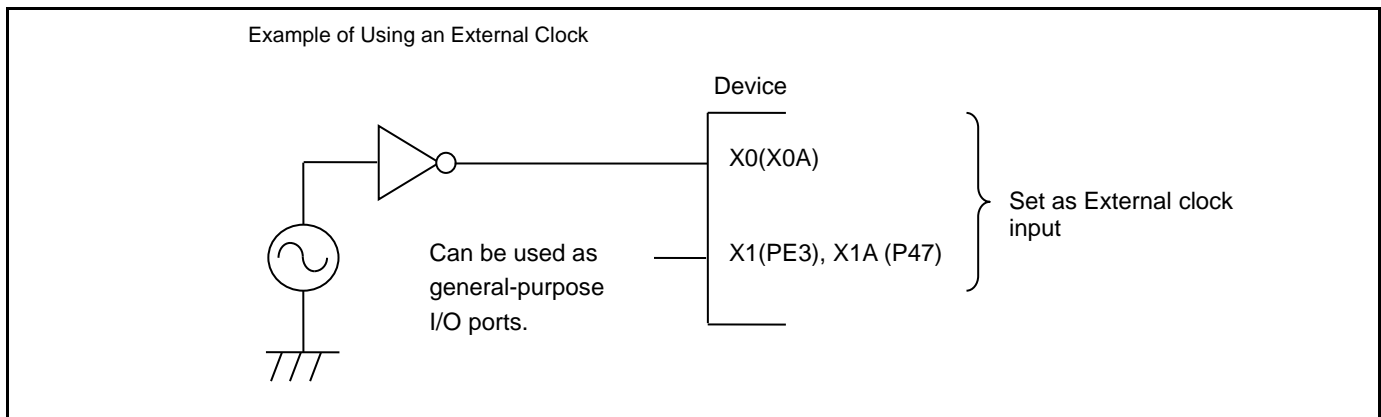 Example of Using an External Clock
Device
X0(X0A)
Set as External clock
input
Can be used as
general-purpose
I/O ports.
X1(PE3), X1A (P47)